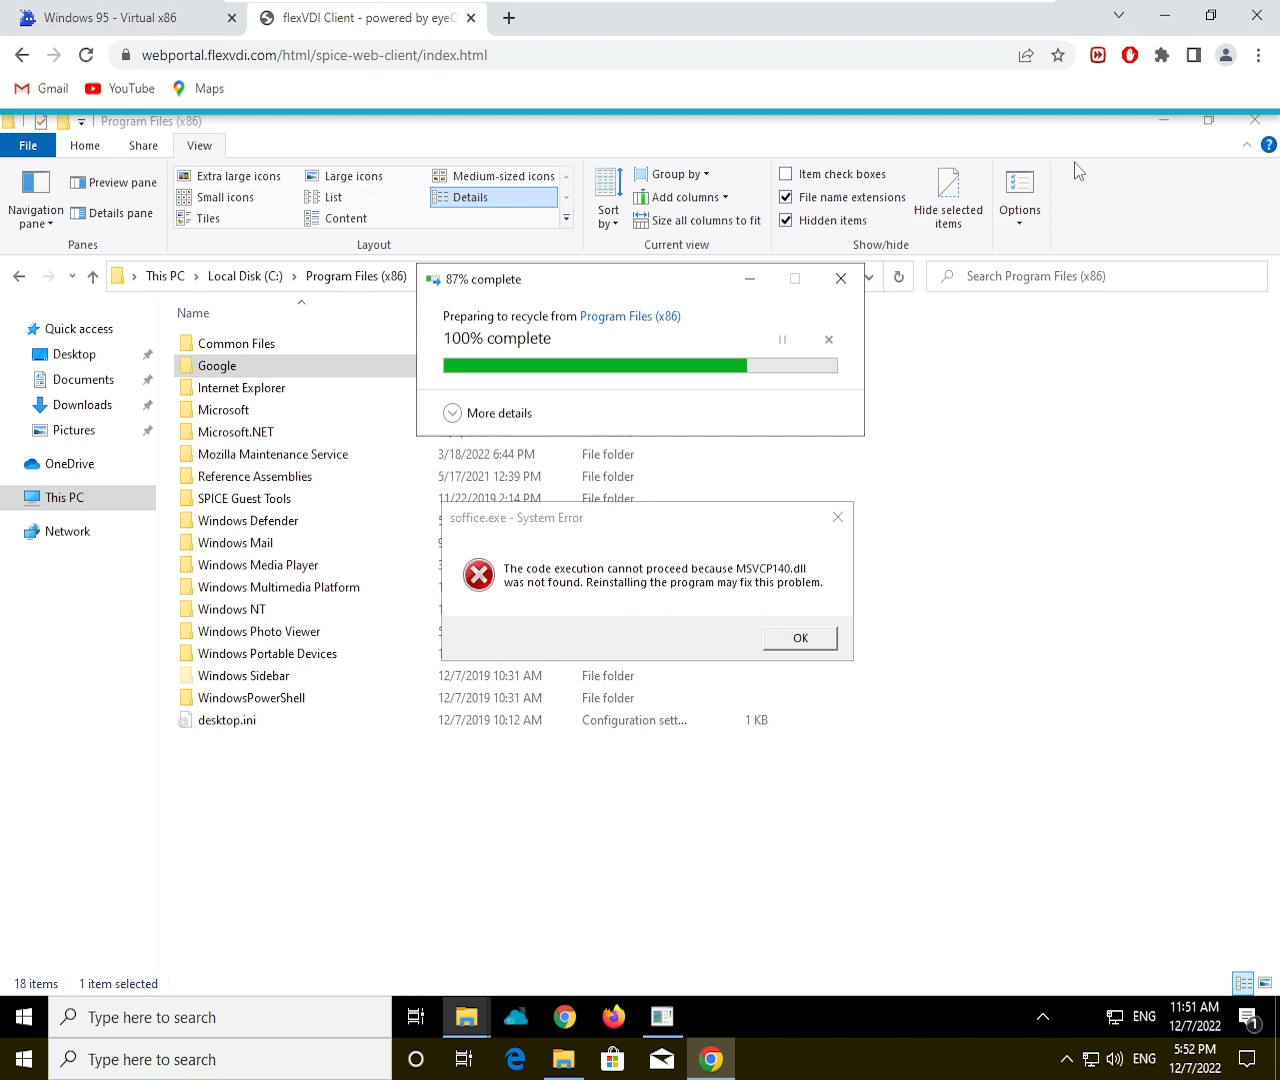 Windows 95 - Virtual x86
flexVDI Client - powered by eyeO
webportal.flexvdi.com/html/spice-web-client/index.html
Gmail
YouTube
Maps
Program Files (x86)
File
Home
Share
View
Navigation pane
Preview pane
Details pane
Panes
Extra large icons
Large icons
Medium-sized icons
Small icons
List
Details
Tiles
Content
Layout
Sort by
Group by
Add columns
Size all columns to fit
Current view
Item check boxes
File name extensions
Hidden items
Hide selected items
Show/hide
Options
This PC
Local Disk (C:)
Program Files (x86)
Search Program Files (x86)
87% complete
Preparing to recycle from Program Files (x86)
100% complete
More details
Quick access
Desktop
Documents
Downloads
Pictures
OneDrive
This PC
Network
Name
Common Files
Google
Internet Explorer
Microsoft
Microsoft.NET
Mozilla Maintenance Service 3/18/2022 6:44 PM File folder
Reference Assemblies 5/17/2021 12:39 PM File folder
SPICE Guest Tools 11/22/2019 2:14 PM File folder
Windows Defender
Windows Mail
Windows Media Player
Windows Multimedia Platform
Windows NT
Windows Photo Viewer
Windows Portable Devices
Windows Sidebar 12/7/2019 10:31 AM File folder
WindowsPowerShell 12/7/2019 10:31 AM File folder
desktop.ini 12/7/2019 10:12 AM Configuration sett... 1 KB
soffice.exe - System Error
The code execution cannot proceed because MSVCP140.dll
was not found. Reinstalling the program may fix this problem.
OK
18 items
1 item selected
Type here to search
ENG
11:51 AM
12/7/2022
1
Type here to search
ENG
5:52 PM
12/7/2022